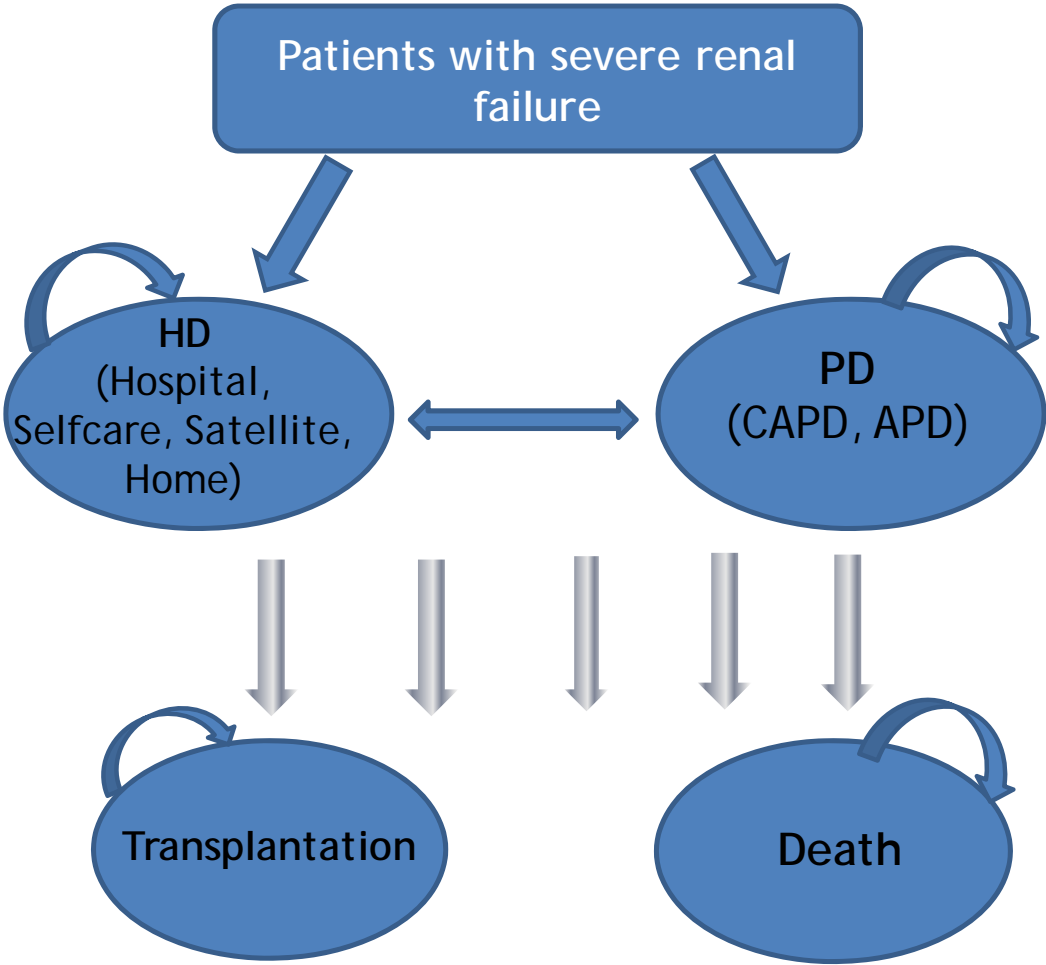 Patients with severe renal
failure
HD
(Hospital,
Selfcare, Satellite,
Home)
PD
(CAPD, APD)
Transplantation
Death